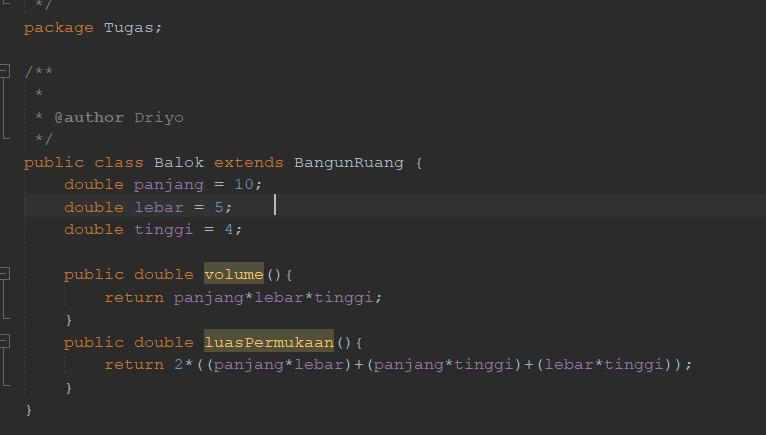 */
package Tugas;
/**
*
* @author Driyo
*/
public class Balok extends BangunRuang {
double panjang = 10;
double lebar = 5;
double tinggi = 4;
public double volume(){
return panjang*lebar*tinggi;
}
public double luasPermukaan(){
return 2*((panjang*lebar)+(panjang*tinggi)+(lebar*tinggi));
}
}